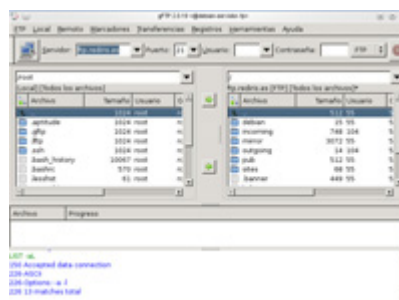 gFTP 2.0.19
FTP Local Remoto Marcadores Transferencias Registros Herramientas Ayuda
Servidor: ftp.rediris.es Puerto: 21 Usuario: Contraseña: FTP
/root
[Local] [Todos los archivos]
Archivo Tamaño Usuario
1024 root
.aptitude 1024 root
.gftp 1024 root
ftp 1024 root
.ssh 1024 root
.bash_history 10067 root
.bashrc 570 root
.lesshst 61 root
/
ftp.rediris.es [FTP] [Todos los archivos]*
Archivo Tamaño Usuario
512 55
debian 25 55
incoming 748 104
mirror 3072 55
outgoing 14 104
pub 512 55
sites 68 55
.banner 449 55
Archivo Progreso
LIST -aL
150 Accepted data connection
226-ASCII
226-Options: -a -l
226 13 matches total